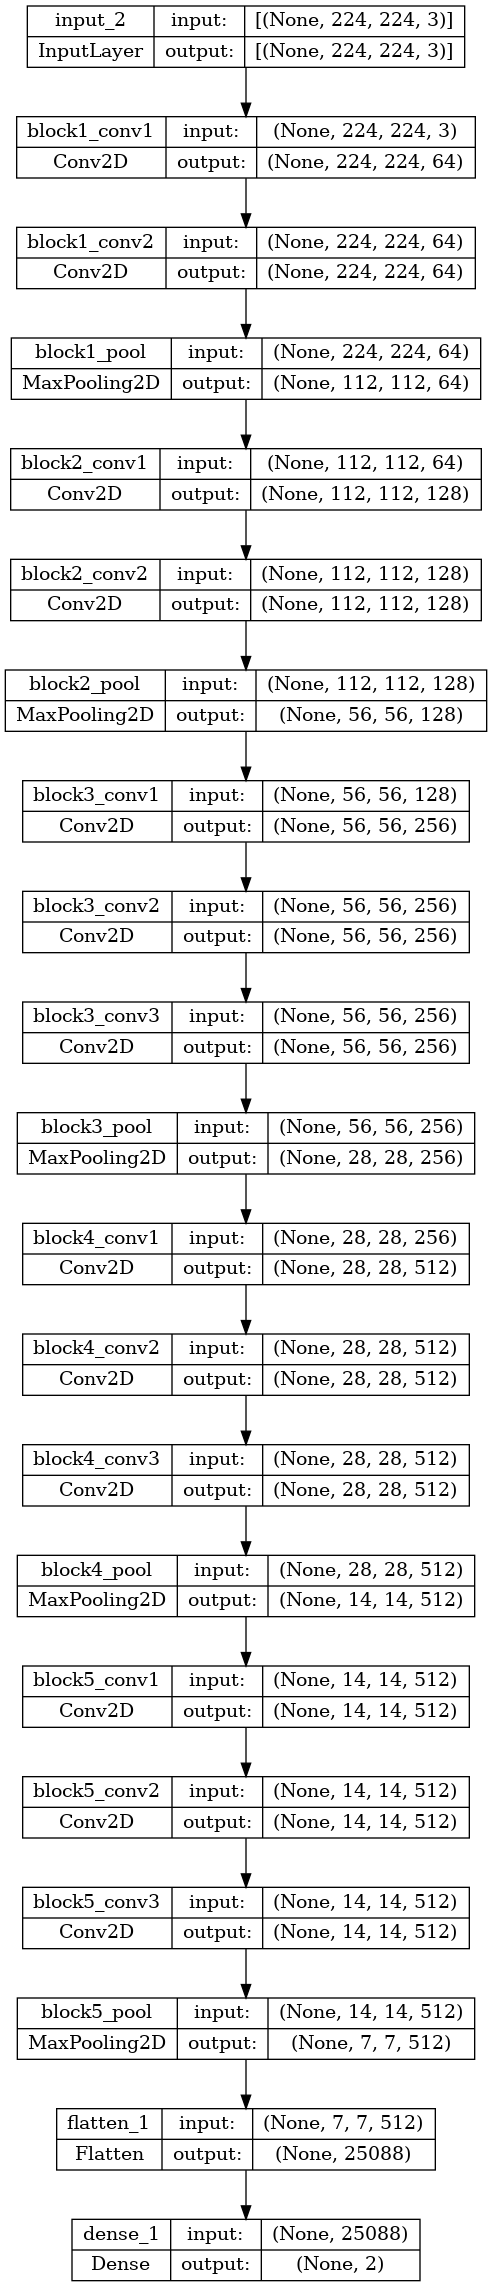 input_2 input: [(None, 224, 224, 3)]
InputLayer output: [(None, 224, 224, 3)]
block1_conv1 input: (None, 224, 224, 3)
Conv2D output: (None, 224, 224, 64)
block1_conv2 input: (None, 224, 224, 64)
Conv2D output: (None, 224, 224, 64)
block1_pool input: (None, 224, 224, 64)
MaxPooling2D output: (None, 112, 112, 64)
block2_conv1 input: (None, 112, 112, 64)
Conv2D output: (None, 112, 112, 128)
block2_conv2 input: (None, 112, 112, 128)
Conv2D output: (None, 112, 112, 128)
block2_pool input: (None, 112, 112, 128)
MaxPooling2D output: (None, 56, 56, 128)
block3_conv1 input: (None, 56, 56, 128)
Conv2D output: (None, 56, 56, 256)
block3_conv2 input: (None, 56, 56, 256)
Conv2D output: (None, 56, 56, 256)
block3_conv3 input: (None, 56, 56, 256)
Conv2D output: (None, 56, 56, 256)
block3_pool input: (None, 56, 56, 256)
MaxPooling2D output: (None, 28, 28, 256)
block4_conv1 input: (None, 28, 28, 256)
Conv2D output: (None, 28, 28, 512)
block4_conv2 input: (None, 28, 28, 512)
Conv2D output: (None, 28, 28, 512)
block4_conv3 input: (None, 28, 28, 512)
Conv2D output: (None, 28, 28, 512)
block4_pool input: (None, 28, 28, 512)
MaxPooling2D output: (None, 14, 14, 512)
block5_conv1 input: (None, 14, 14, 512)
Conv2D output: (None, 14, 14, 512)
block5_conv2 input: (None, 14, 14, 512)
Conv2D output: (None, 14, 14, 512)
block5_conv3 input: (None, 14, 14, 512)
Conv2D output: (None, 14, 14, 512)
block5_pool input: (None, 14, 14, 512)
MaxPooling2D output: (None, 7, 7, 512)
flatten_1 input: (None, 7, 7, 512)
Flatten output: (None, 25088)
dense_1 input: (None, 25088)
Dense output: (None, 2)